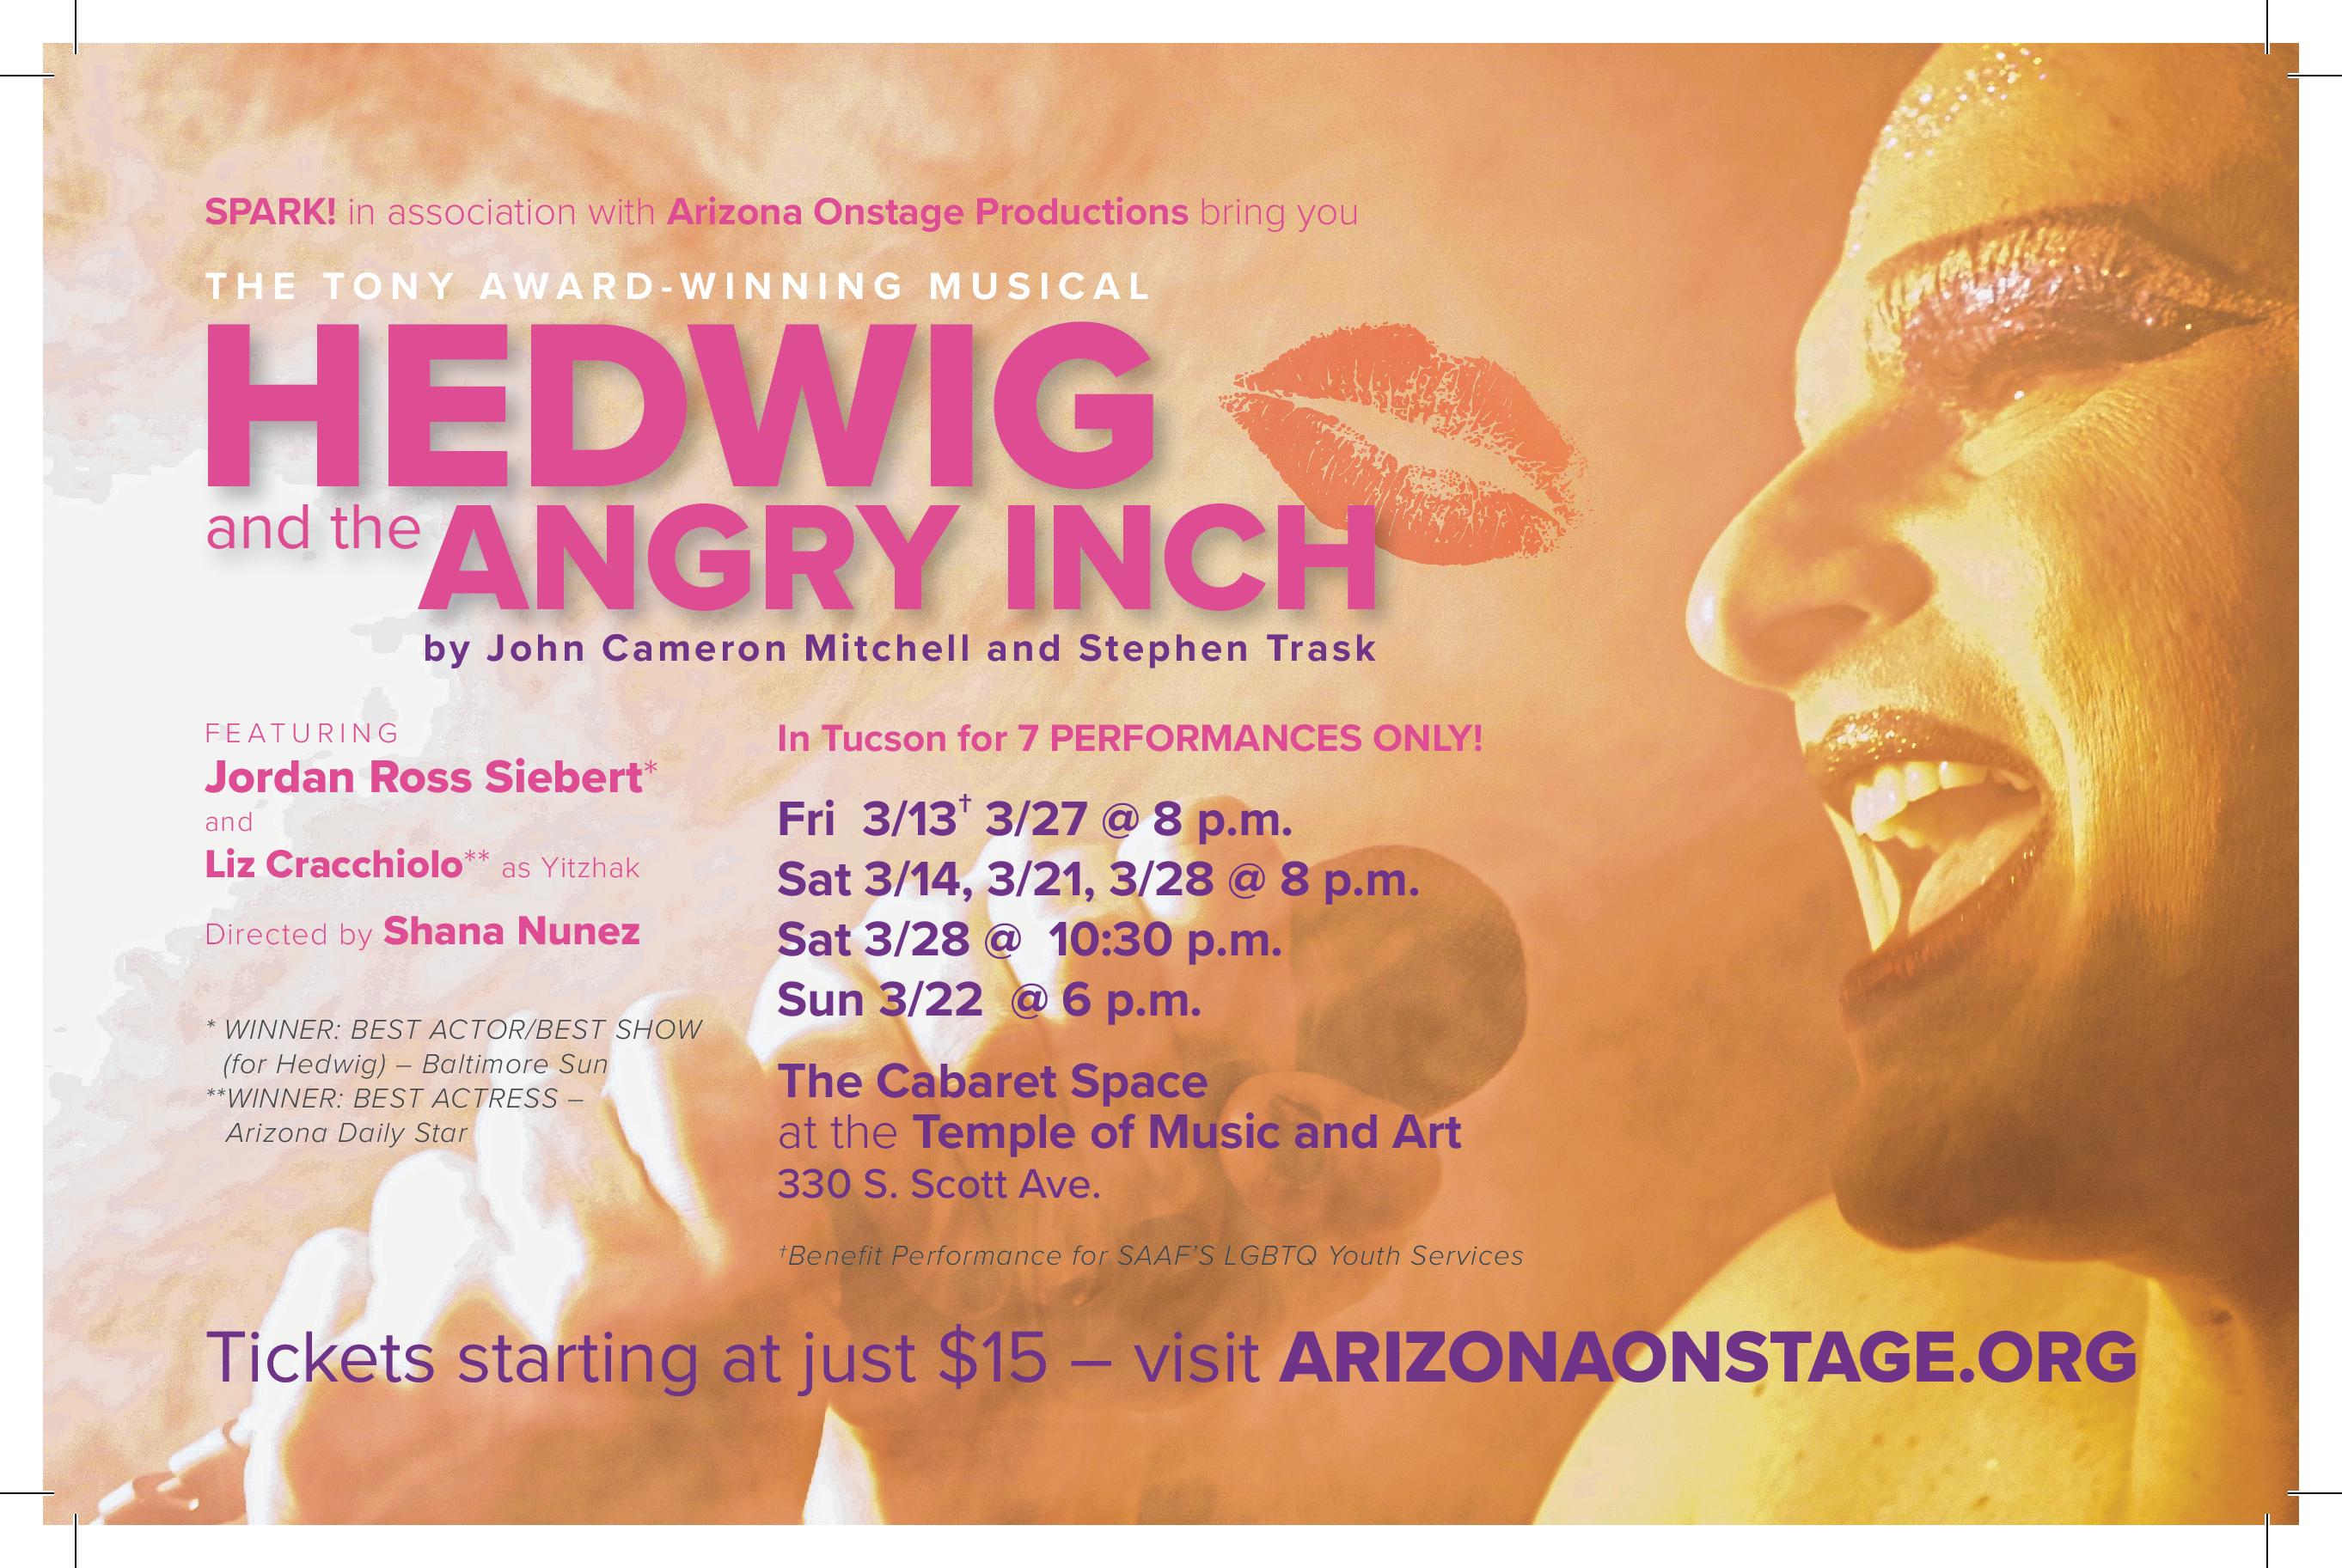 SPARK! in association with Arizona Onstage Productions bring you
THE TONY AWARD-WINNING MUSICAL
HEDWIG
and the ANGRY INCH
by John Cameron Mitchell and Stephen Trask
FEATURING
Jordan Ross Siebert*
and
Liz Cracchiolo** as Yitzhak
Directed by Shana Nunez
* WINNER: BEST ACTOR/BEST SHOW
(for Hedwig) – Baltimore Sun
**WINNER: BEST ACTRESS –
Arizona Daily Star
In Tucson for 7 PERFORMANCES ONLY!
Fri 3/13† 3/27 @ 8 p.m.
Sat 3/14, 3/21, 3/28 @ 8 p.m.
Sat 3/28 @ 10:30 p.m.
Sun 3/22 @ 6 p.m.
The Cabaret Space
at the Temple of Music and Art
330 S. Scott Ave.
†Benefit Performance for SAAF'S LGBTQ Youth Services
Tickets starting at just $15 – visit ARIZONAONSTAGE.ORG